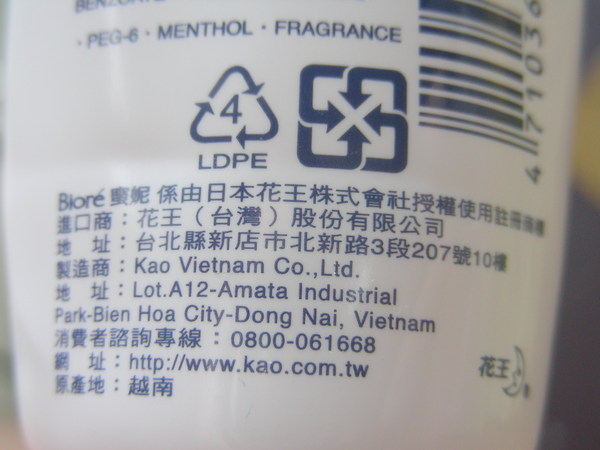 · PEG-6 · MENTHOL · FRAGRANCE
4
LDPE
4 71036
Bioré 蜜妮 係由日本花王株式會社授權使用註冊商標
進口商：花王（台灣）股份有限公司
地 址：台北縣新店市北新路3段207號10樓
製造商：Kao Vietnam Co.,Ltd.
地 址：Lot.A12-Amata Industrial
Park-Bien Hoa City-Dong Nai, Vietnam
消費者諮詢專線：0800-061668
網 址：http://www.kao.com.tw
原產地：越南
花王